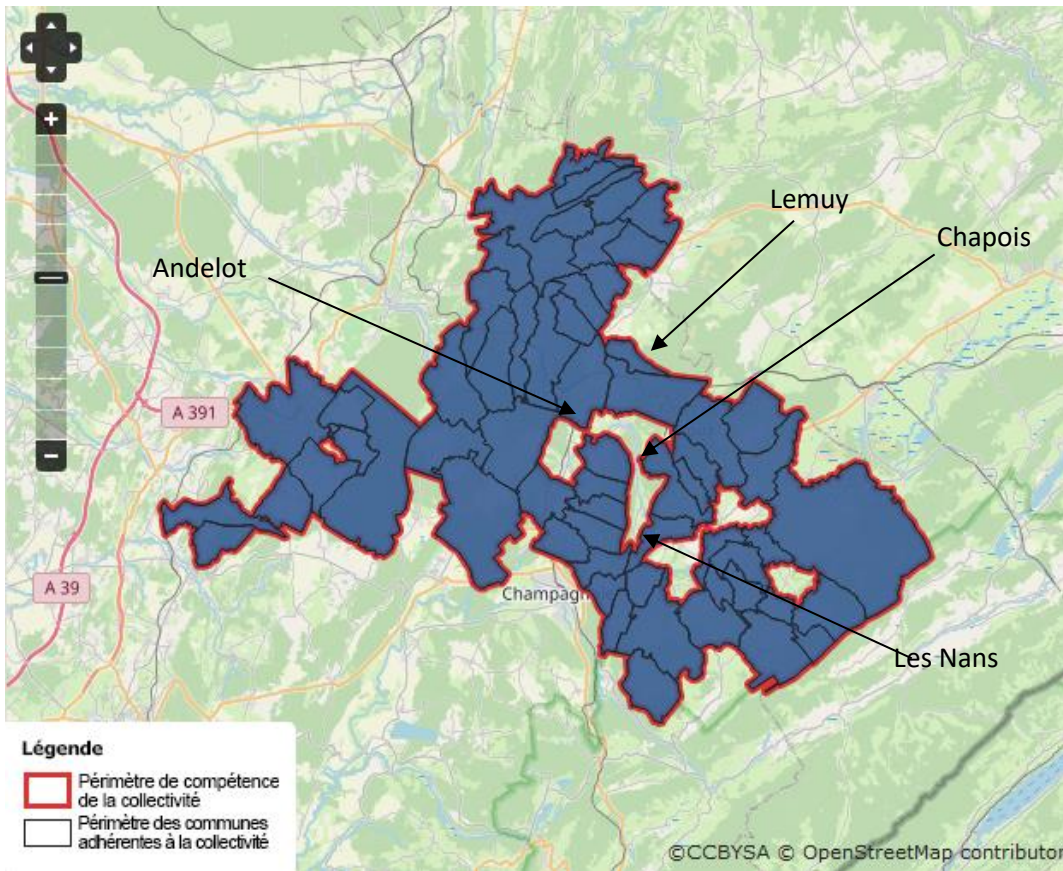 Lemuy
Chapois
Andelot
A 391
A 39
Champagn
Les Nans
Légende
Périmètre de compétence
de la collectivité
Périmètre des communes
adhérentes à la collectivité
©CCBYSA © OpenStreetMap contributor